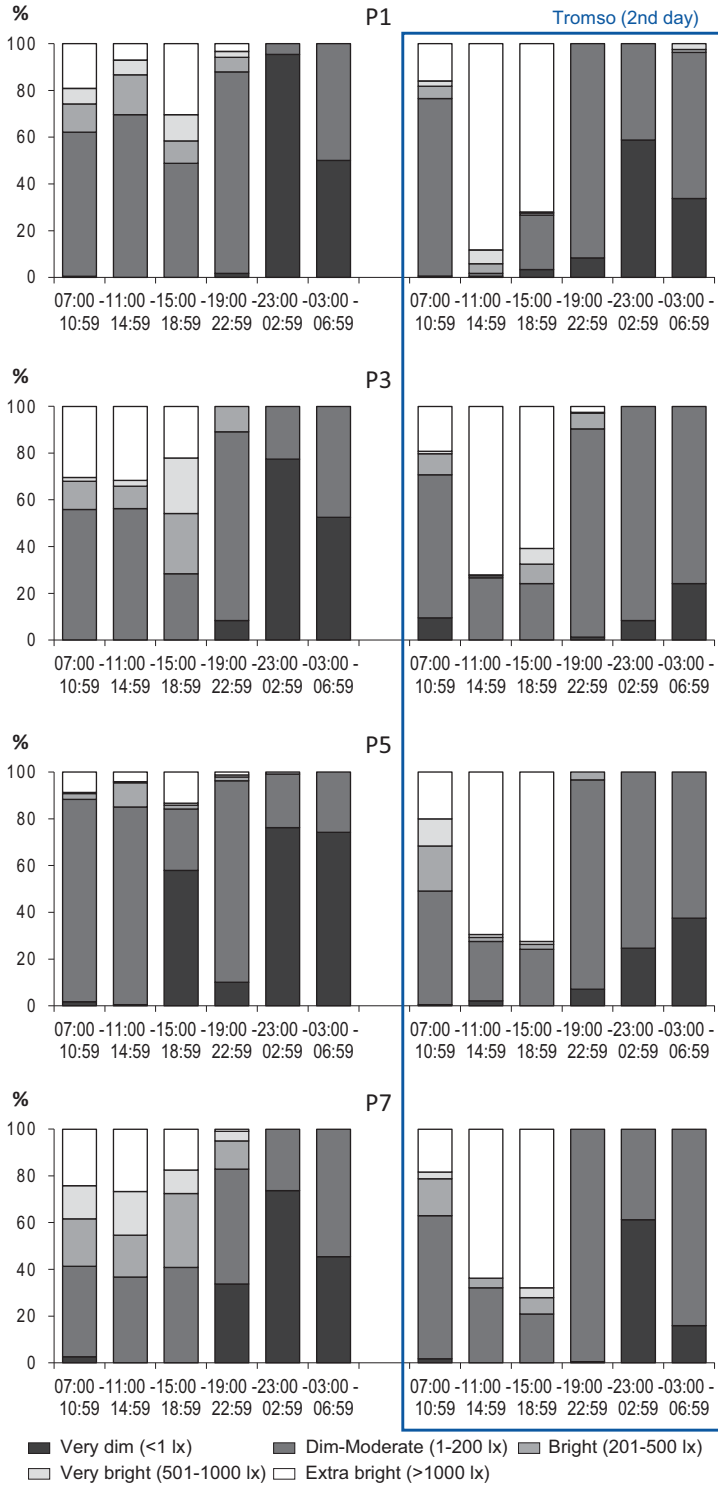 % P1 Tromso (2nd day)
100
80
60
40
20
0
07:00 -11:00 -15:00 -19:00 -23:00 -03:00 - 07:00 -11:00 -15:00 -19:00 -23:00 -03:00 -
10:59 14:59 18:59 22:59 02:59 06:59 10:59 14:59 18:59 22:59 02:59 06:59
% P3
100
80
60
40
20
0
07:00 -11:00 -15:00 -19:00 -23:00 -03:00 - 07:00 -11:00 -15:00 -19:00 -23:00 -03:00 -
10:59 14:59 18:59 22:59 02:59 06:59 10:59 14:59 18:59 22:59 02:59 06:59
% P5
100
80
60
40
20
0
07:00 -11:00 -15:00 -19:00 -23:00 -03:00 - 07:00 -11:00 -15:00 -19:00 -23:00 -03:00 -
10:59 14:59 18:59 22:59 02:59 06:59 10:59 14:59 18:59 22:59 02:59 06:59
% P7
100
80
60
40
20
0
07:00 -11:00 -15:00 -19:00 -23:00 -03:00 - 07:00 -11:00 -15:00 -19:00 -23:00 -03:00 -
10:59 14:59 18:59 22:59 02:59 06:59 10:59 14:59 18:59 22:59 02:59 06:59
Very dim (<1 lx) Dim-Moderate (1-200 lx) Bright (201-500 lx)
Very bright (501-1000 lx) Extra bright (>1000 lx)